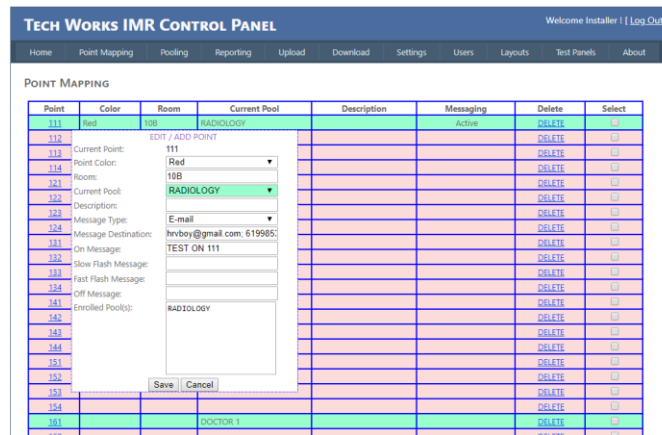 TECH WORKS IMR CONTROL PANEL
Welcome Installer ! [ Log Out
Home Point Mapping Pooling Reporting Upload Download Settings Users Layouts Test Panels About
POINT MAPPING
Point Color Room Current Pool Description Messaging Delete Select
111 Red 10B RADIOLOGY Active DELETE
112 DELETE
113 DELETE
114 DELETE
121 DELETE
122 DELETE
123 DELETE
124 DELETE
131 DELETE
132 DELETE
133 DELETE
134 DELETE
141 DELETE
142 DELETE
143 DELETE
144 DELETE
151 DELETE
152 DELETE
153 DELETE
154 DELETE
161 DOCTOR 1 DELETE
EDIT / ADD POINT
Current Point: 111
Point Color: Red
Room: 10B
Current Pool: RADIOLOGY
Description:
Message Type: E-mail
Message Destination: hrvboy@gmail.com; 619985
On Message: TEST ON 111
Slow Flash Message:
Fast Flash Message:
Off Message:
Enrolled Pool(s): RADIOLOGY
Save Cancel